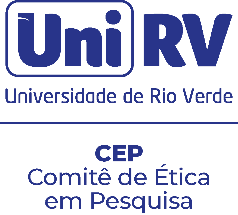 Uni RV
Universidade de Rio Verde
CEP
Comitê de Ética
em Pesquisa